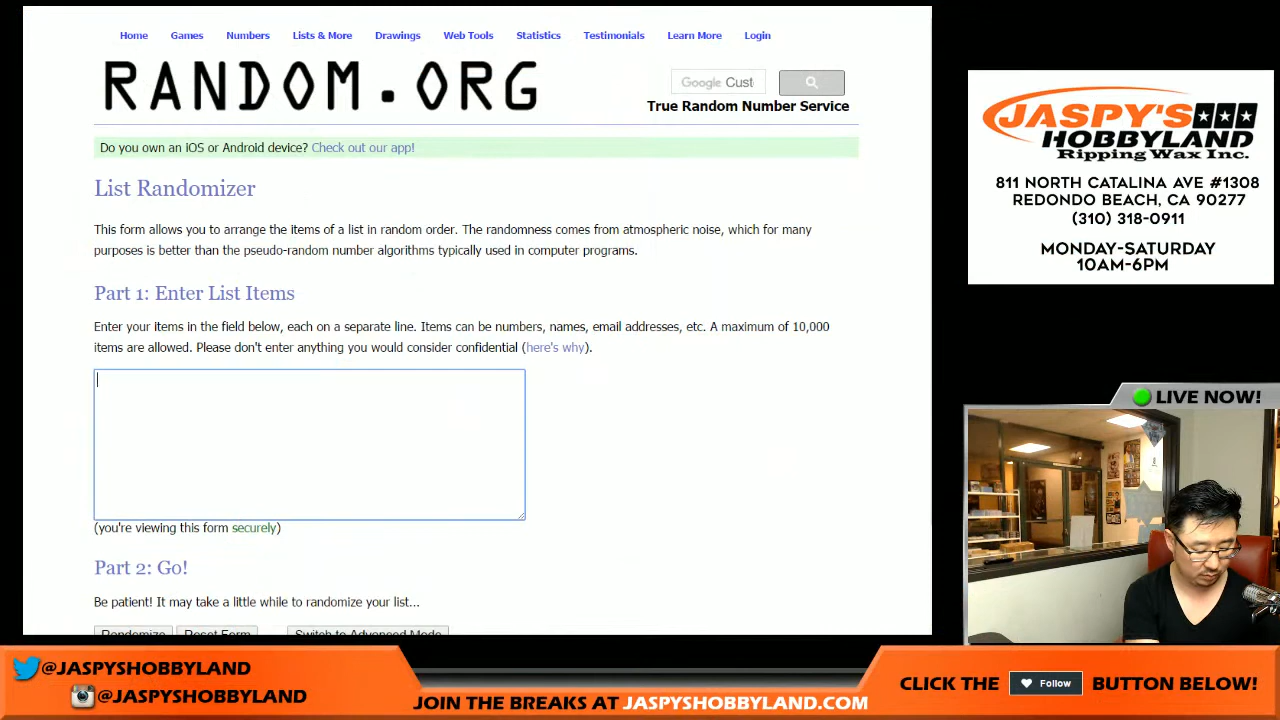 Home Games Numbers Lists & More Drawings Web Tools Statistics Testimonials Learn More Login
RANDOM.ORG
Google Cust
True Random Number Service
Do you own an iOS or Android device? Check out our app!
List Randomizer
This form allows you to arrange the items of a list in random order. The randomness comes from atmospheric noise, which for many
purposes is better than the pseudo-random number algorithms typically used in computer programs.
Part 1: Enter List Items
Enter your items in the field below, each on a separate line. Items can be numbers, names, email addresses, etc. A maximum of 10,000
items are allowed. Please don't enter anything you would consider confidential (here's why).
(you're viewing this form securely)
Part 2: Go!
Be patient! It may take a little while to randomize your list...
Randomize Reset Form Switch to Advanced Mode
JASPY'S
HOBBYLAND
Ripping Wax Inc.
811 NORTH CATALINA AVE #1308
REDONDO BEACH, CA 90277
(310) 318-0911
MONDAY-SATURDAY
10AM-6PM
LIVE NOW!
@JASPYSHOBBYLAND
@JASPYSHOBBYLAND
JOIN THE BREAKS AT JASPYSHOBBYLAND.COM
CLICK THE Follow BUTTON BELOW!